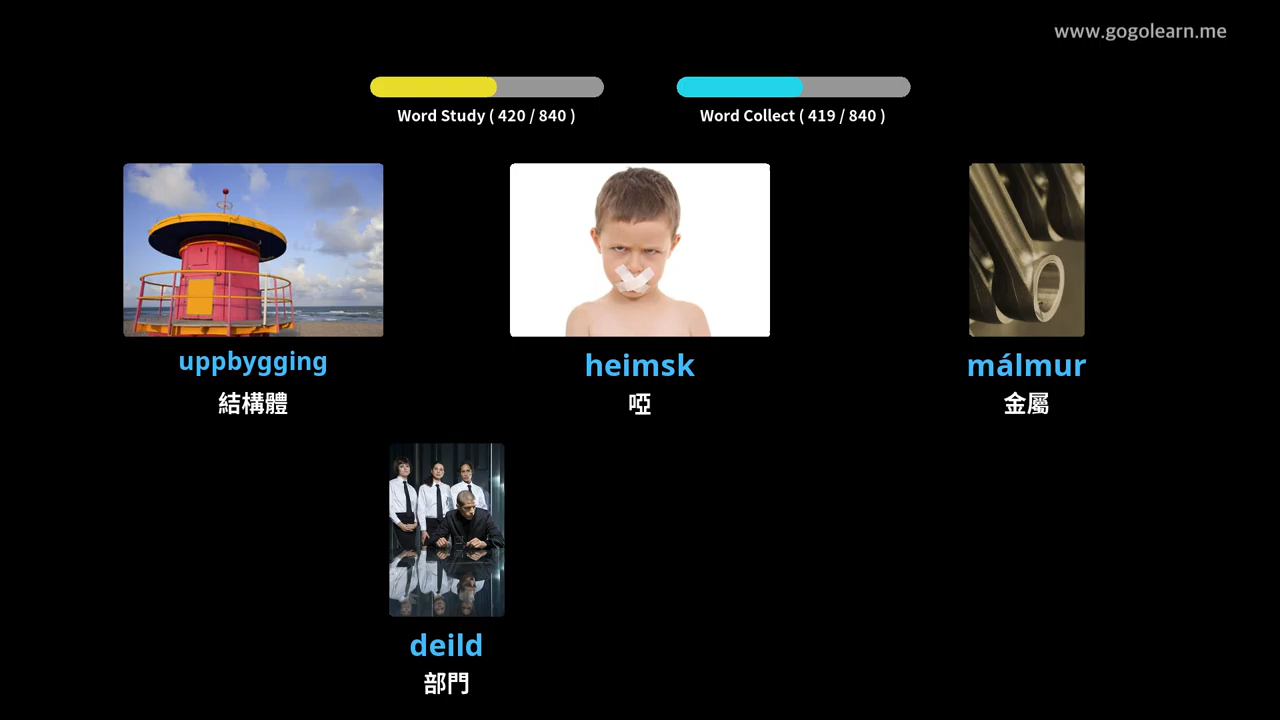 www.gogolearn.me
Word Study ( 420 / 840 )
Word Collect ( 419 / 840 )
uppbygging
結構體
heimsk
啞
málmur
金屬
deild
部門